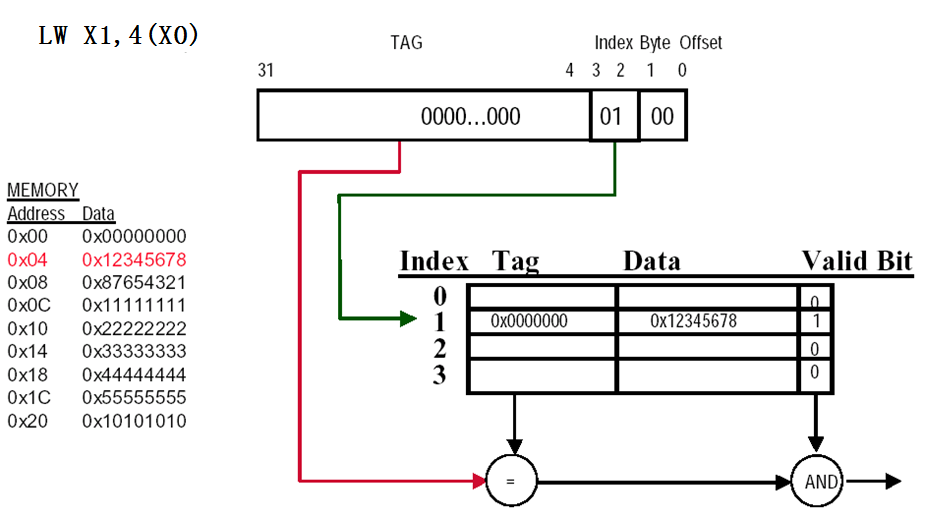 LW X1,4(X0)
TAG Index Byte Offset
31 4 3 2 1 0
0000...000 01 00
MEMORY
Address Data
0x00 0x00000000
0x04 0x12345678
0x08 0x87654321
0x0C 0x11111111
0x10 0x22222222
0x14 0x33333333
0x18 0x44444444
0x1C 0x55555555
0x20 0x10101010
Index Tag Data Valid Bit
0 0
1 0x0000000 0x12345678 1
2 0
3 0
= AND